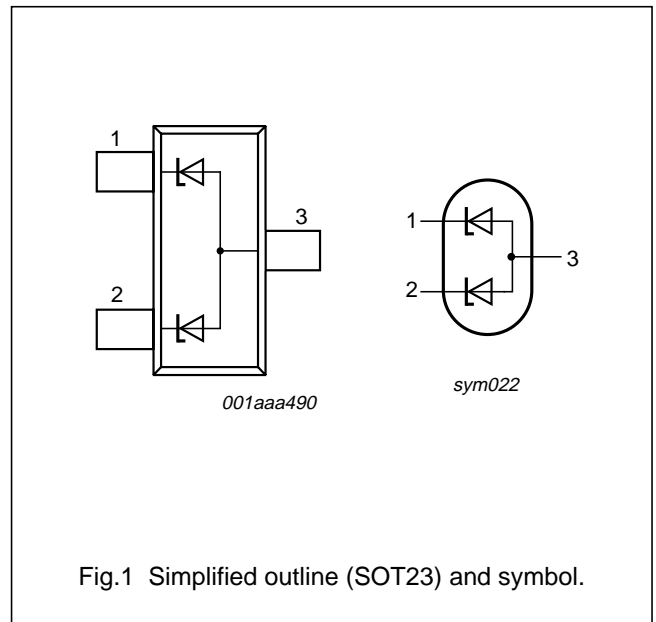 1
2
3
001aaa490
1
2
3
sym022
Fig.1 Simplified outline (SOT23) and symbol.